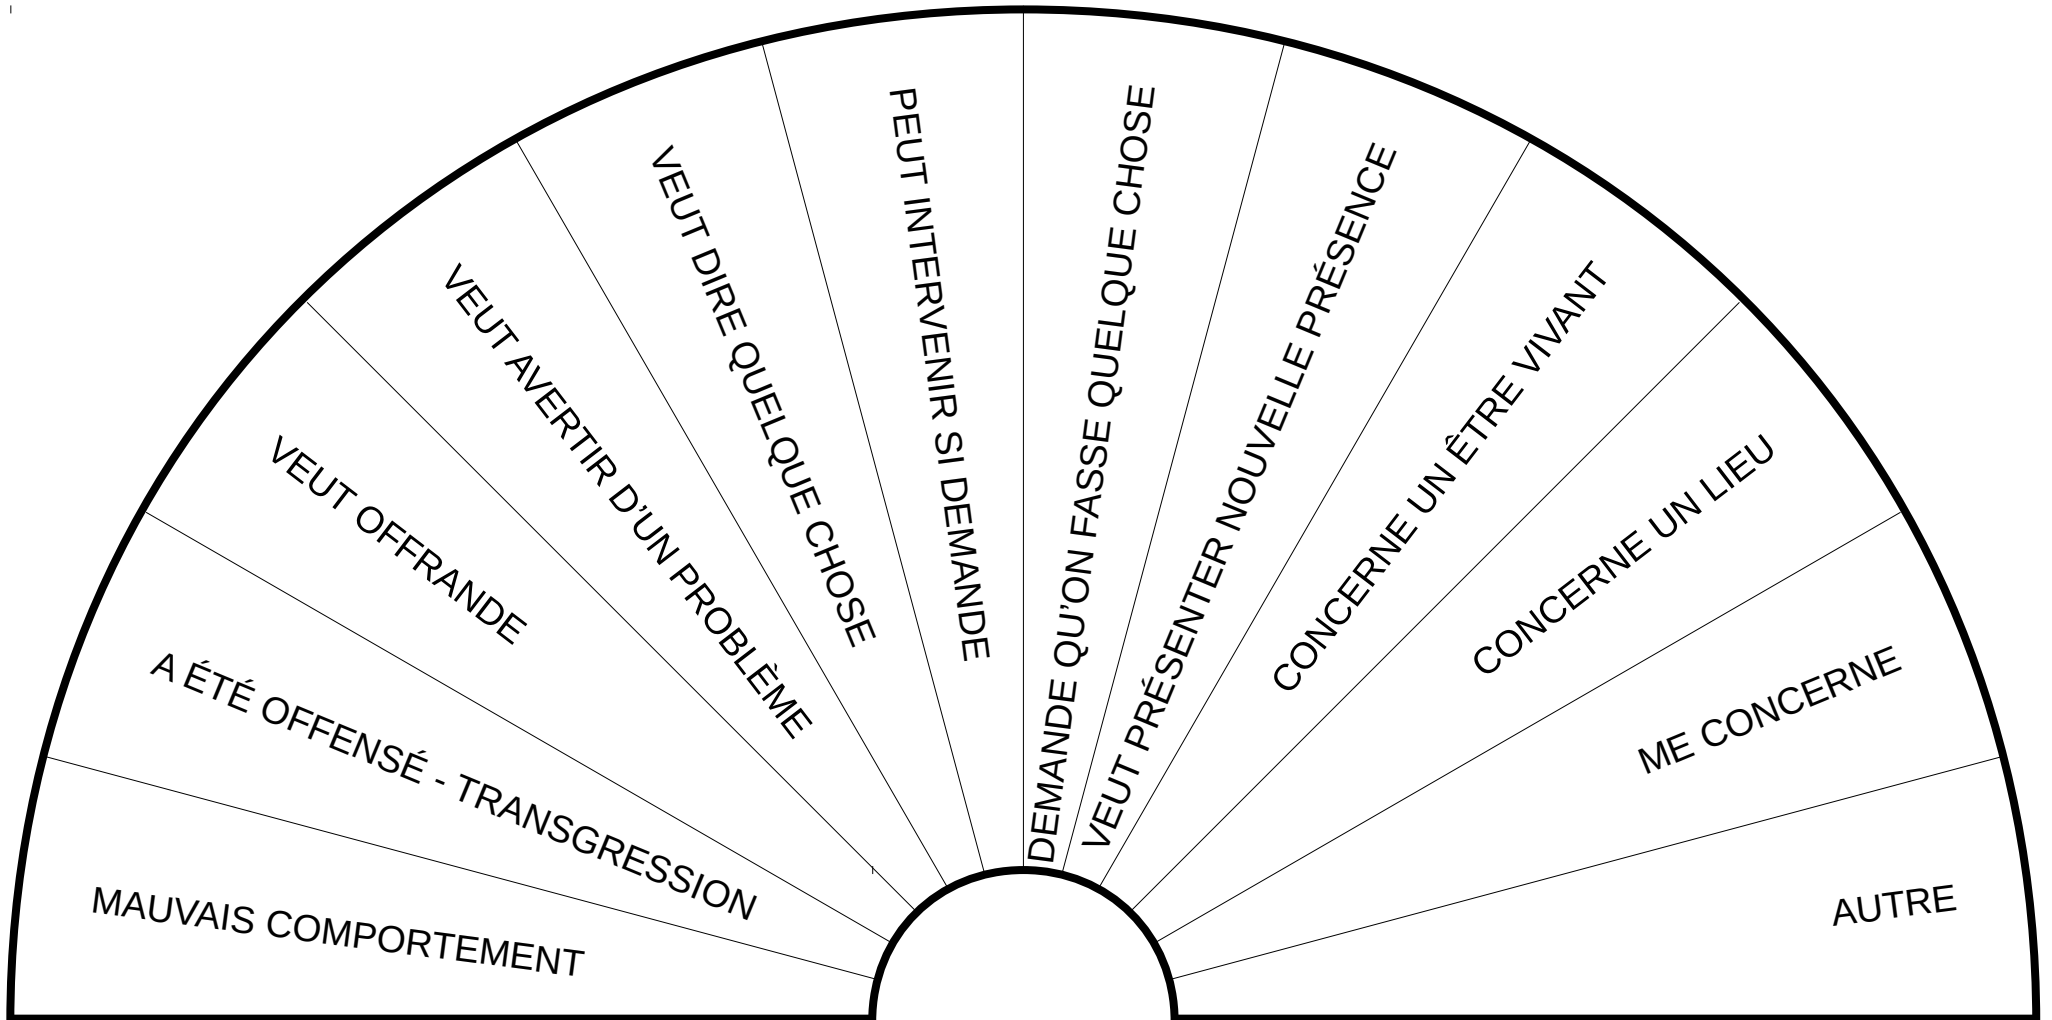 MAUVAIS COMPORTEMENT
A ÉTÉ OFFENSÉ - TRANSGRESSION
VEUT OFFRANDE
VEUT AVERTIR D’UN PROBLÈME
VEUT DIRE QUELQUE CHOSE
PEUT INTERVENIR SI DEMANDE
DEMANDE QU’ON FASSE QUELQUE CHOSE
VEUT PRÉSENTER NOUVELLE PRÉSENCE
CONCERNE UN ÊTRE VIVANT
CONCERNE UN LIEU
ME CONCERNE
AUTRE